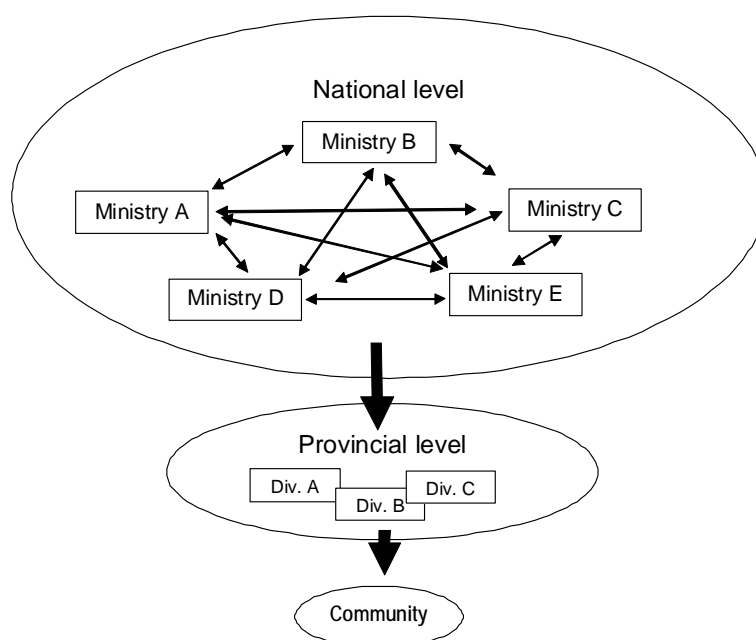 National level
Ministry B
Ministry A
Ministry C
Ministry D
Ministry E
Provincial level
Div. A
Div. C
Div. B
Community